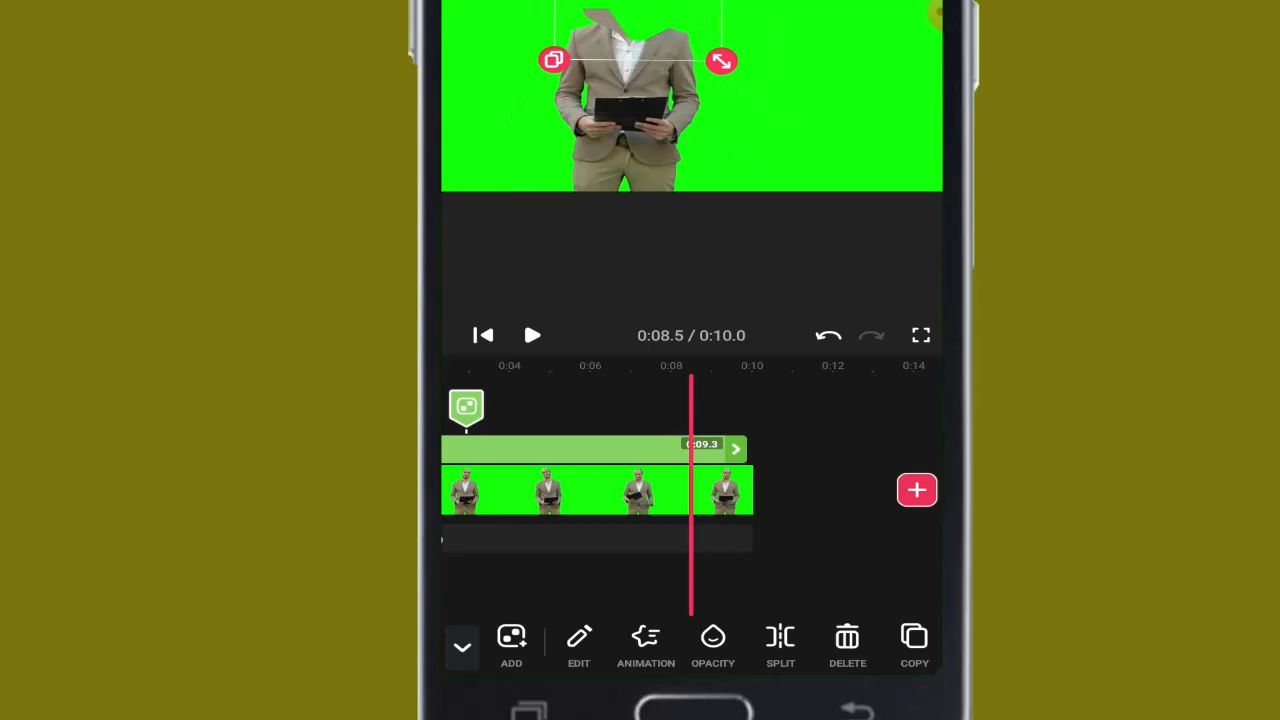 0:08.5 / 0:10.0
0:04 0:06 0:08 0:10 0:12 0:14
0:09.3
ADD EDIT ANIMATION OPACITY SPLIT DELETE COPY